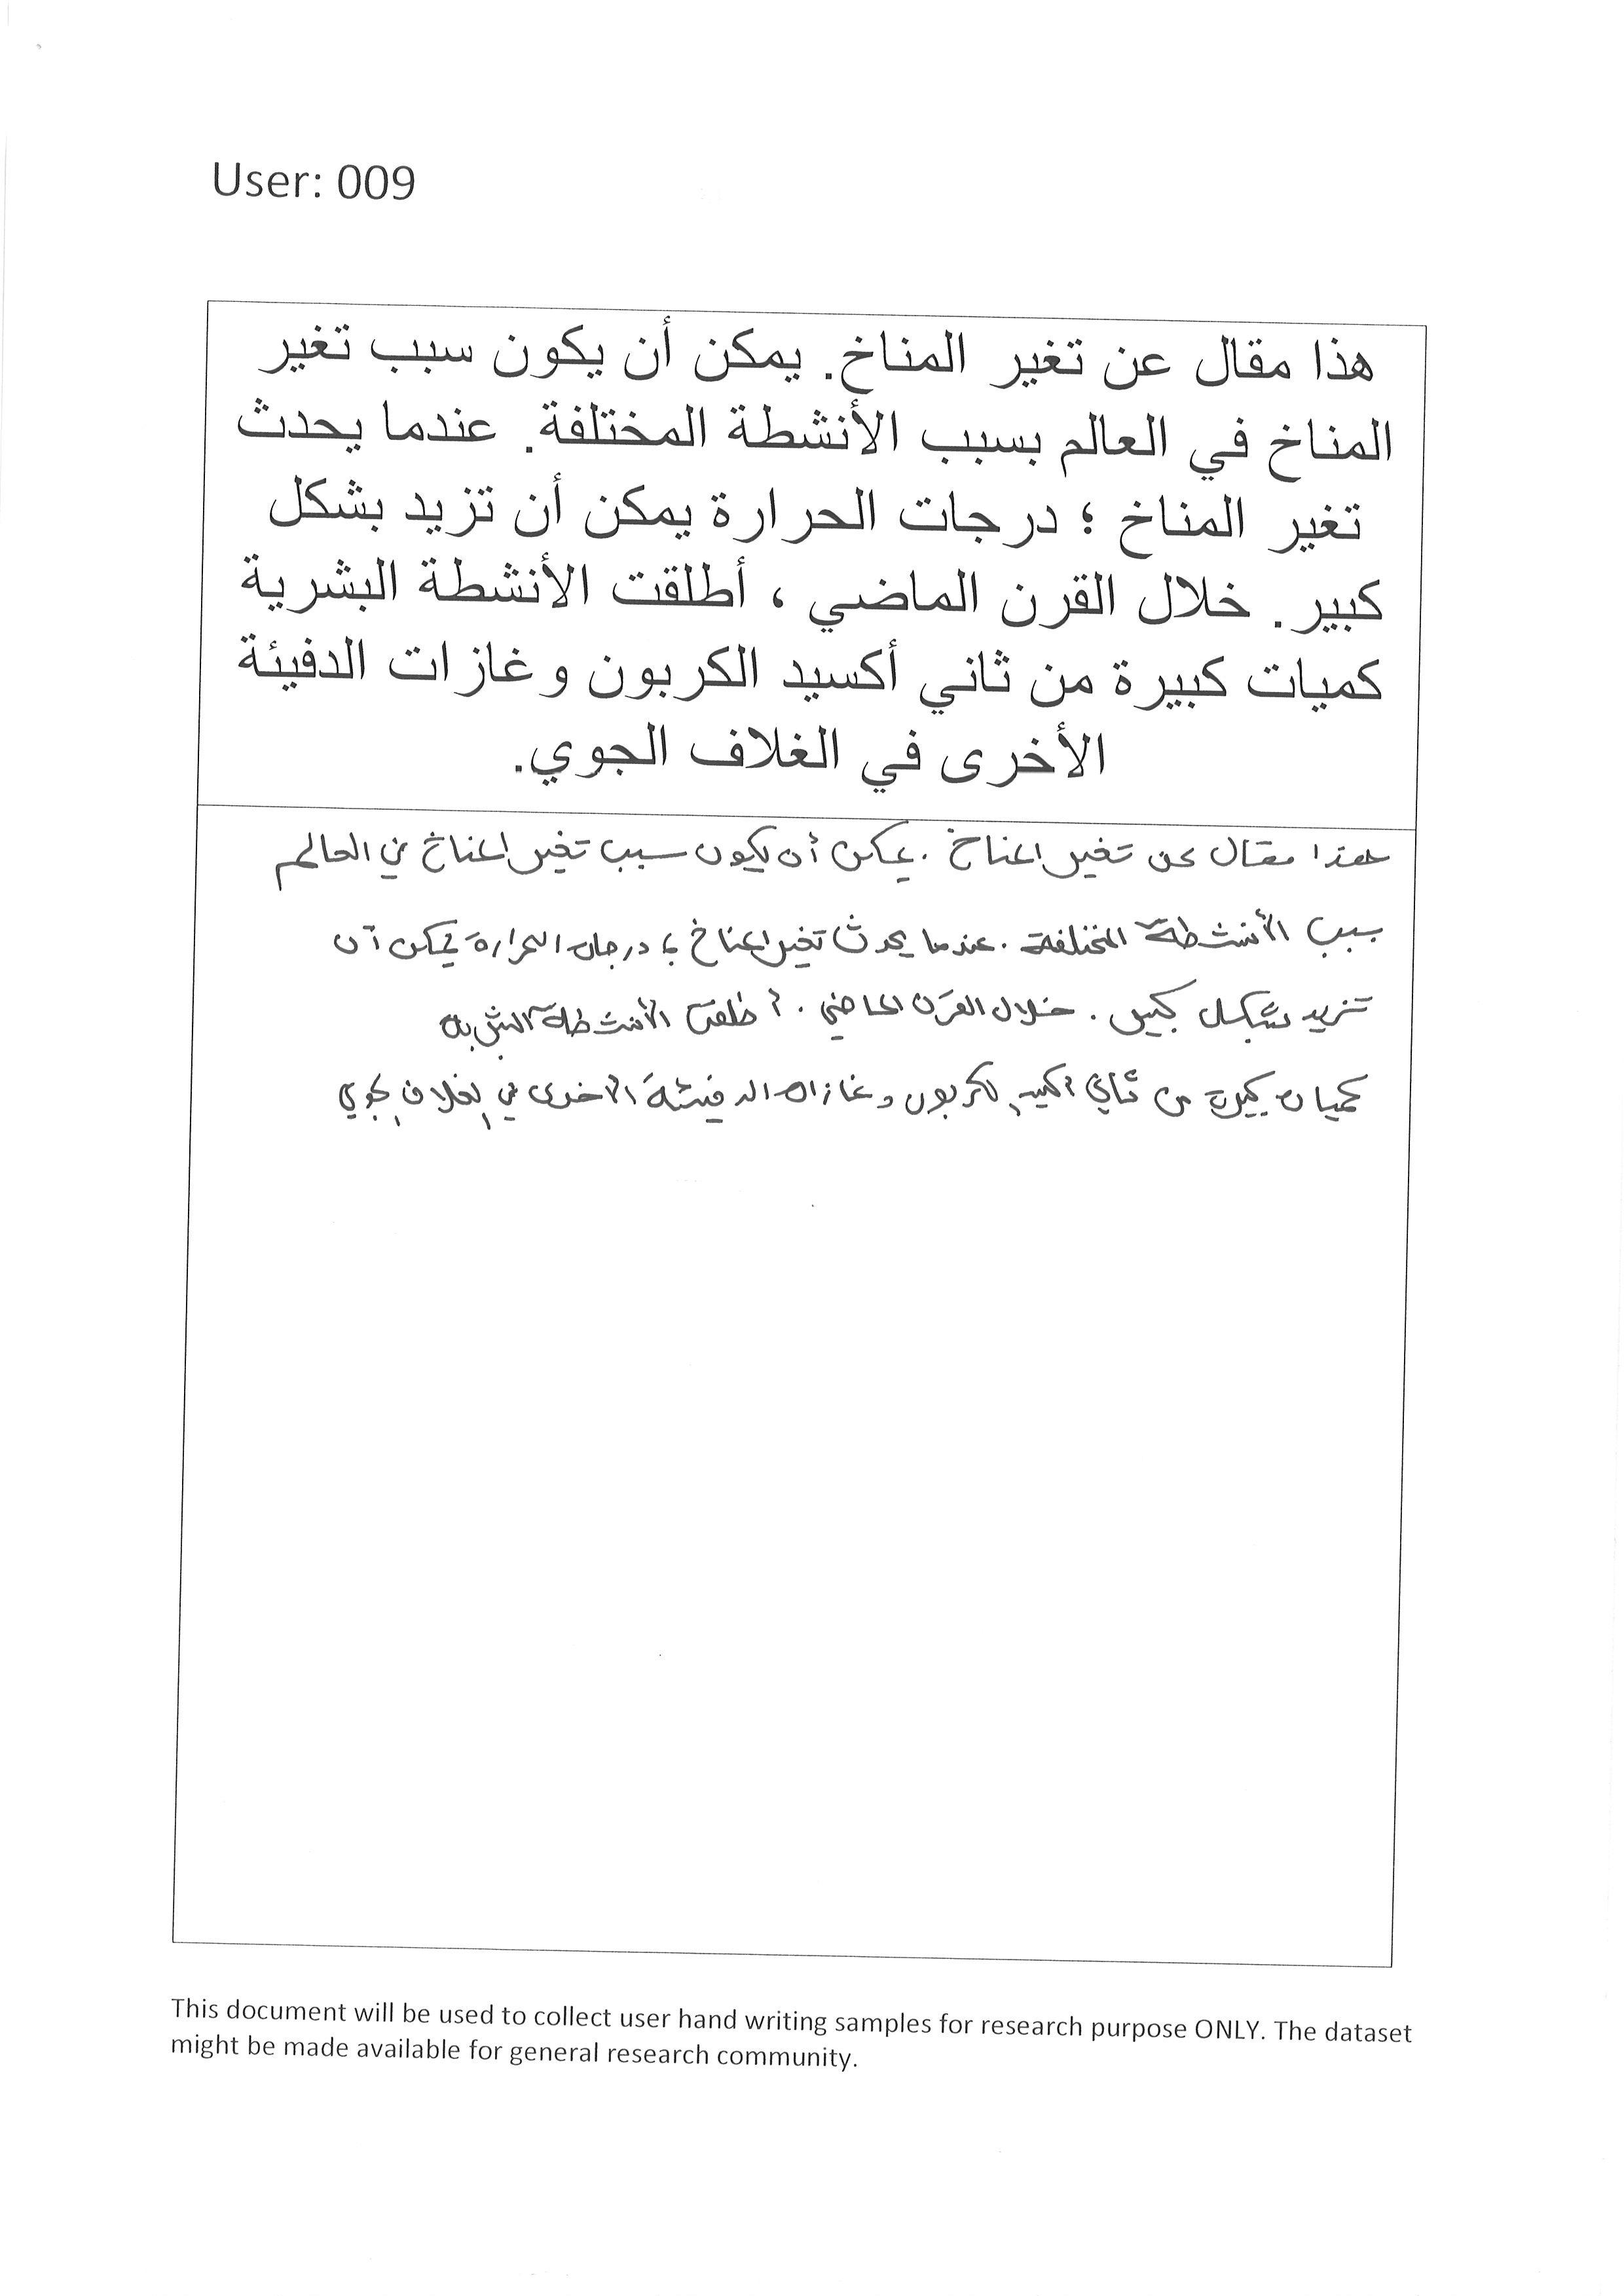 User: 009
هذا مقال عن تغير المناخ. يمكن أن يكون سبب تغير
المناخ في العالم بسبب الأنشطة المختلفة. عندما يحدث
تغير المناخ ؛ درجات الحرارة يمكن أن تزيد بشكل
كبير. خلال القرن الماضي ، أطلقت الأنشطة البشرية
كميات كبيرة من ثاني أكسيد الكربون وغازات الدفيئة
الأخرى في الغلاف الجوي.
هذا مقال عن تغير المناخ . يمكن أن يكون سبب تغير المناخ في العالم
بسبب الأنشطة المختلفة . عندما يحدث تغير المناخ ؛ درجات الحرارة يمكن أن
تزيد بشكل كبير . خلال القرن الماضي . أطلقت الأنشطة البشرية
كميات كبيرة من ثاني أكسيد الكربون وغازات الدفيئة الأخرى في الغلاف الجوي
This document will be used to collect user hand writing samples for research purpose ONLY. The dataset
might be made available for general research community.